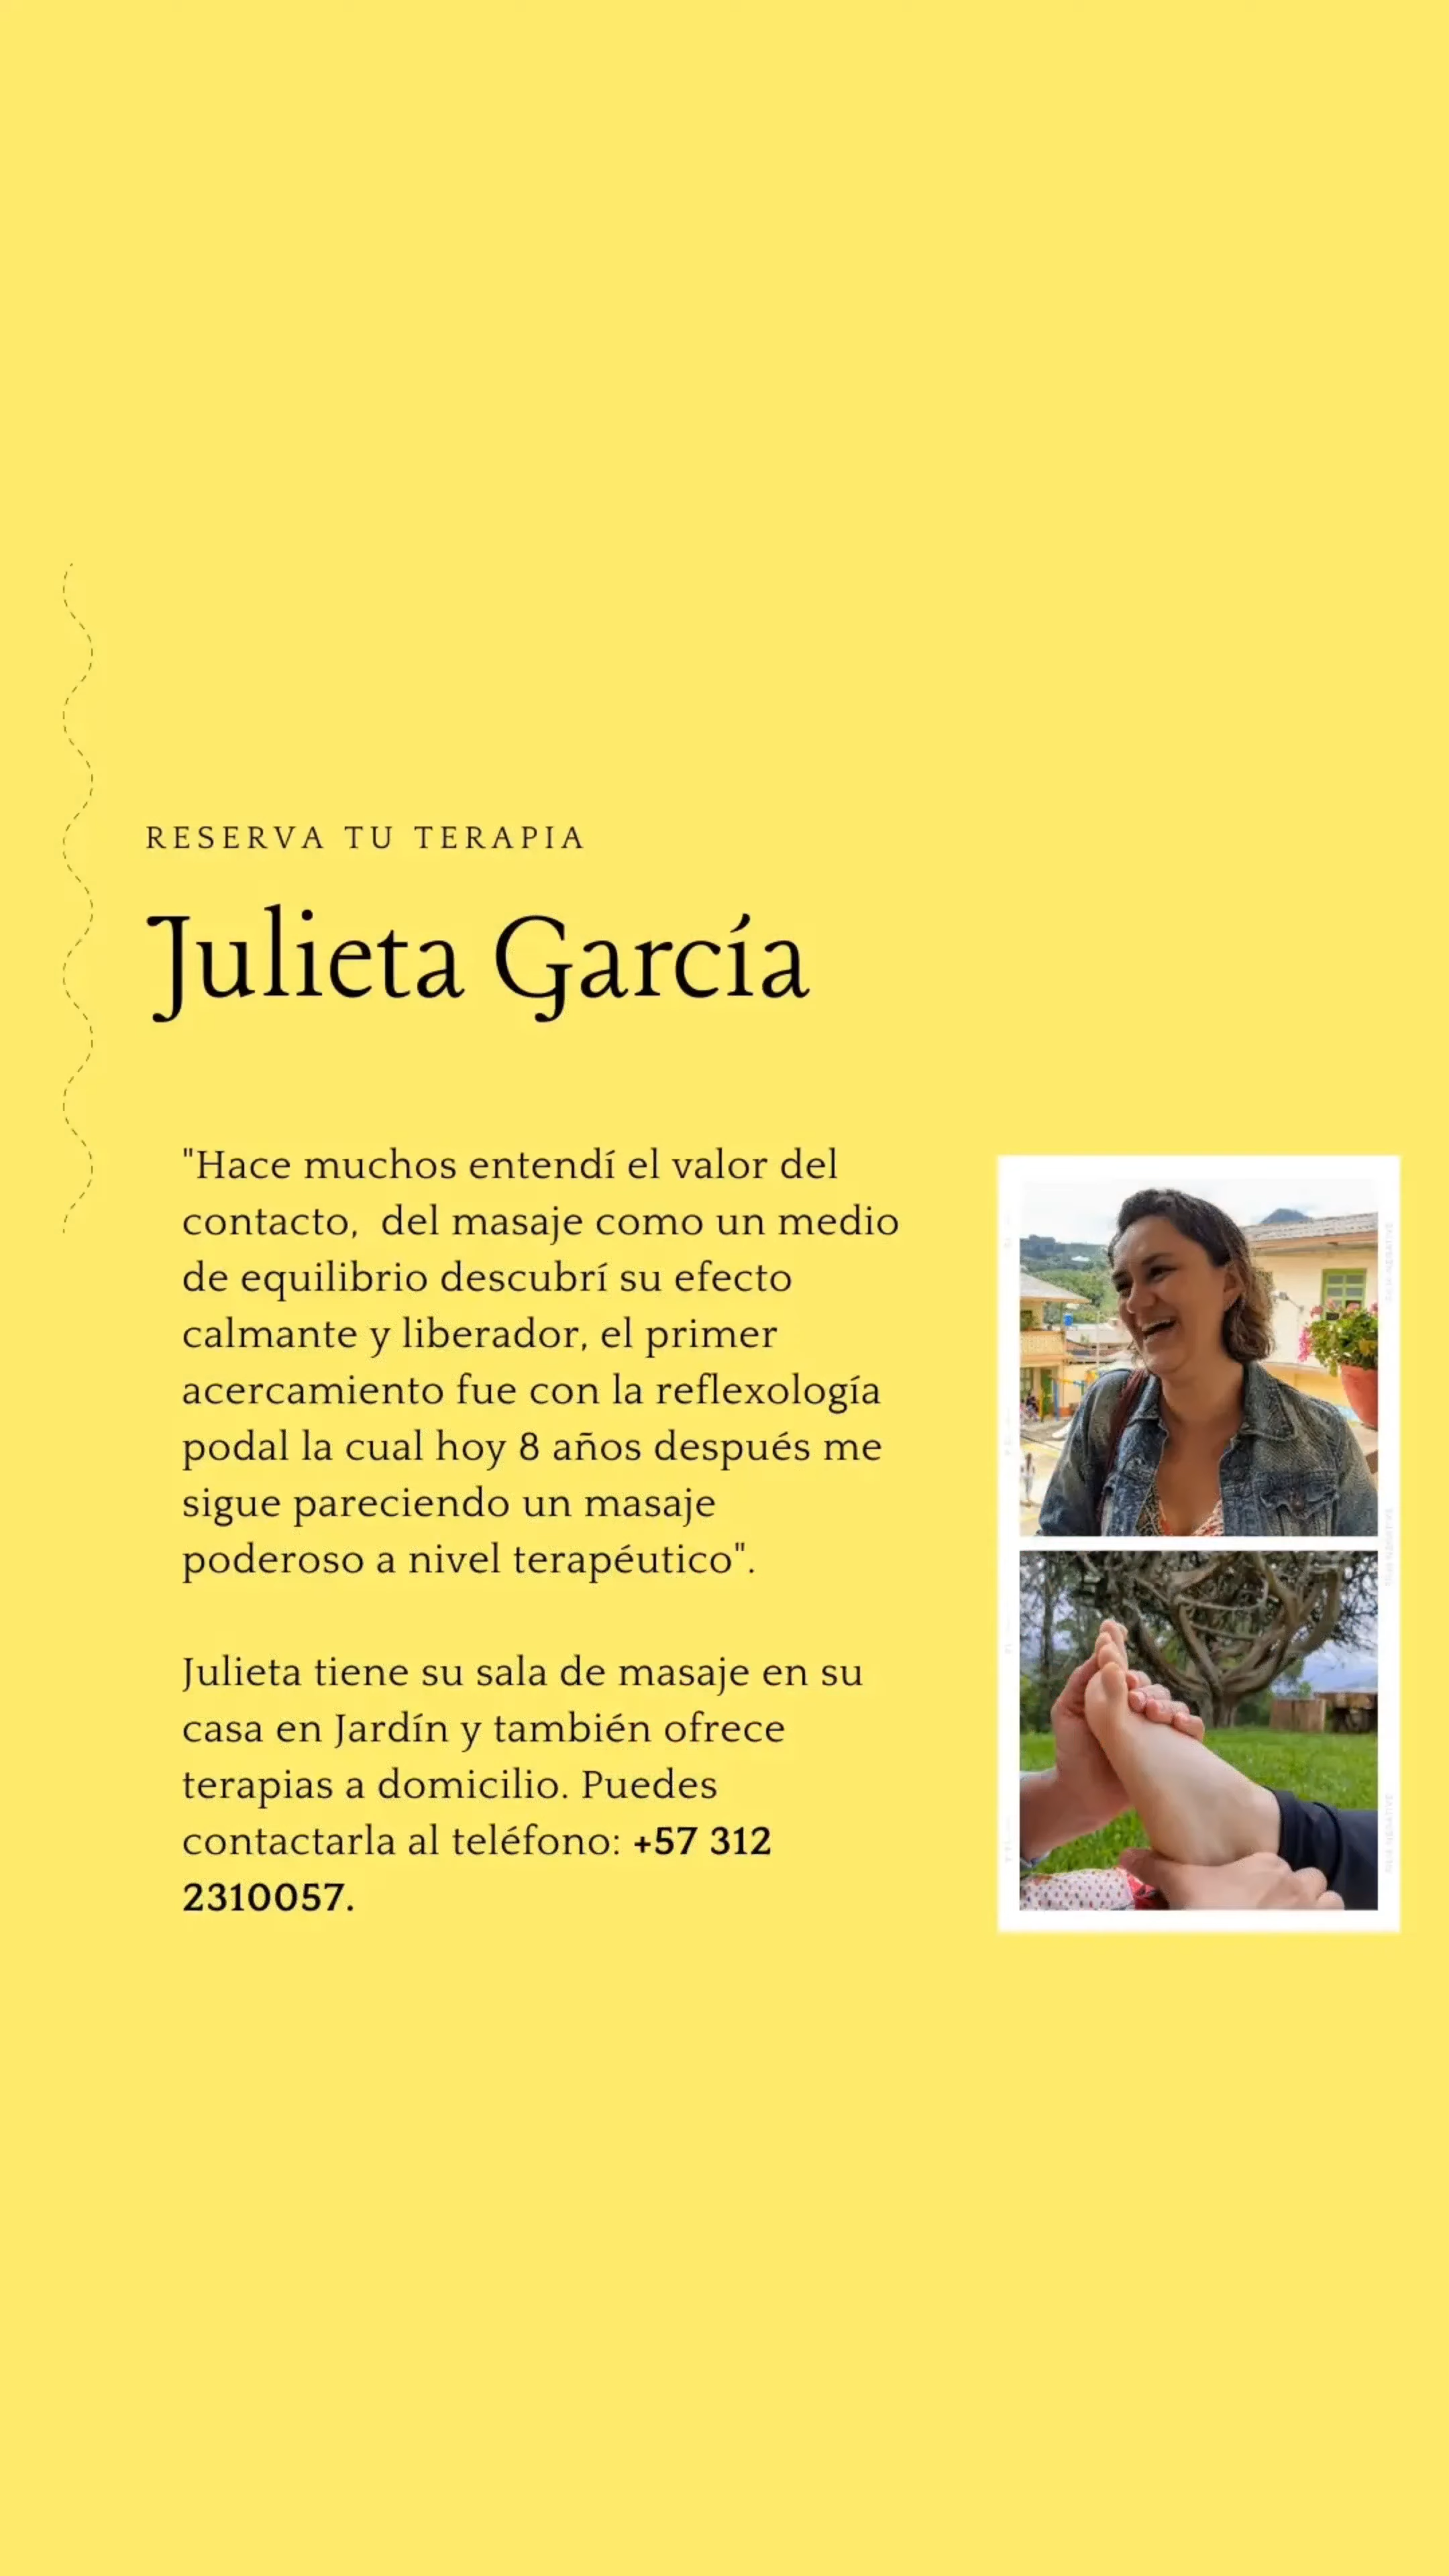 RESERVA TU TERAPIA
Julieta García
"Hace muchos entendí el valor del
contacto,  del masaje como un medio
de equilibrio descubrí su efecto
calmante y liberador, el primer
acercamiento fue con la reflexología
podal la cual hoy 8 años después me
sigue pareciendo un masaje
poderoso a nivel terapéutico".
Julieta tiene su sala de masaje en su
casa en Jardín y también ofrece
terapias a domicilio. Puedes
contactarla al teléfono: +57 312
2310057.